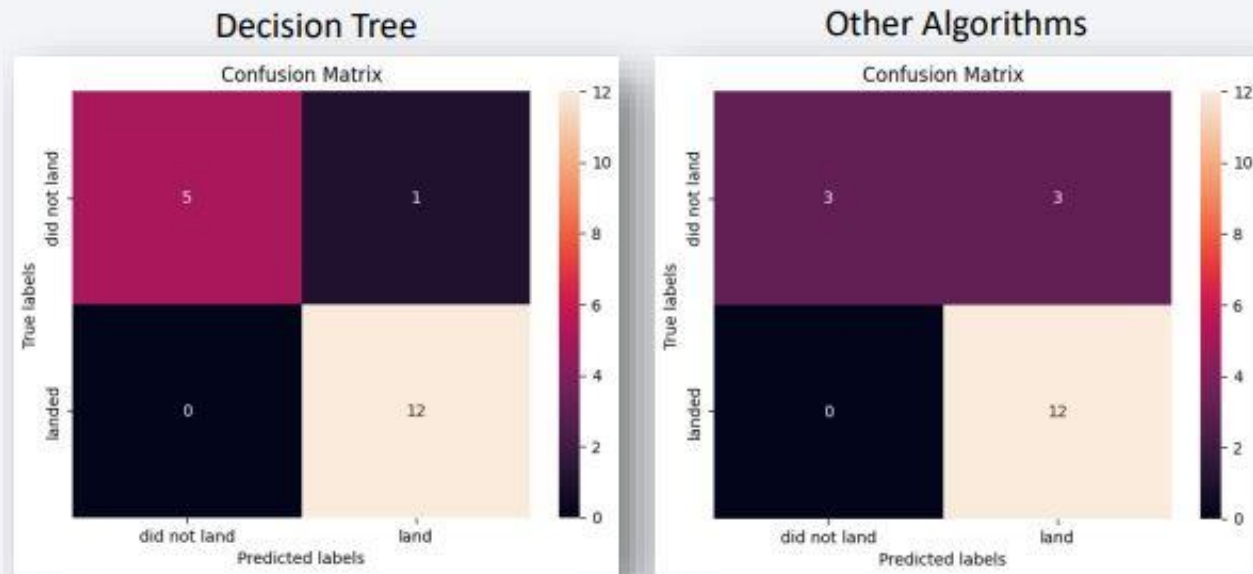 Decision Tree
Confusion Matrix
True labels
did not land
landed
5
1
0
12
did not land
land
Predicted labels
12
10
8
6
4
2
0
Other Algorithms
Confusion Matrix
True labels
did not land
landed
3
3
0
12
did not land
land
Predicted labels
12
10
8
6
4
2
0